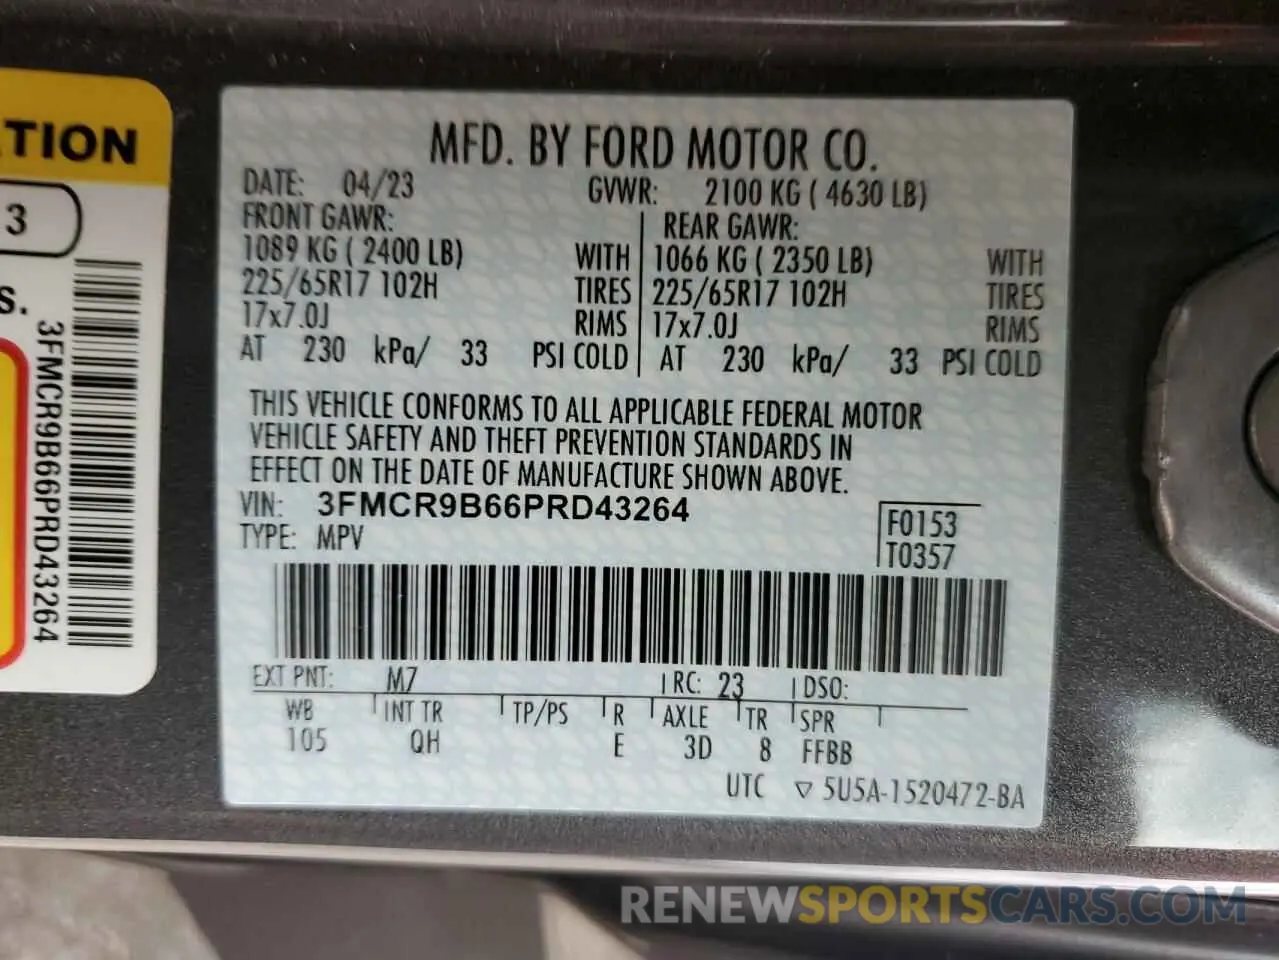 TION
3
S.
3FMCR9B66PRD43264
MFD. BY FORD MOTOR CO.
DATE: 04/23 GVWR: 2100 KG ( 4630 LB)
FRONT GAWR: REAR GAWR:
1089 KG ( 2400 LB) WITH 1066 KG ( 2350 LB) WITH
225/65R17 102H TIRES 225/65R17 102H TIRES
17x7.0J RIMS 17x7.0J RIMS
AT 230 kPa/ 33 PSI COLD AT 230 kPa/ 33 PSI COLD
THIS VEHICLE CONFORMS TO ALL APPLICABLE FEDERAL MOTOR
VEHICLE SAFETY AND THEFT PREVENTION STANDARDS IN
EFFECT ON THE DATE OF MANUFACTURE SHOWN ABOVE.
VIN: 3FMCR9B66PRD43264
TYPE: MPV
F0153
T0357
EXT PNT: M7 RC: 23 DSO:
WB INT TR TP/PS R AXLE TR SPR
105 QH E 3D 8 FFBB
UTC ▽ 5U5A-1520472-BA
RENEWSPORTSCARS.COM